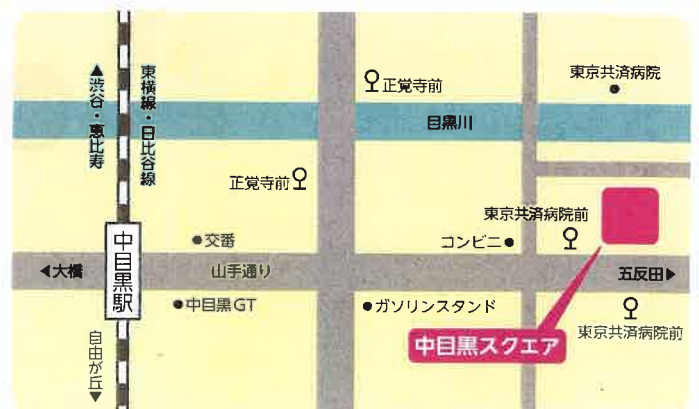 ▲渋谷・恵比寿
東横線・日比谷線
正覚寺前
東京共済病院
目黒川
正覚寺前
東京共済病院前
中目黒駅
交番
コンビニ
◀大橋
山手通り
五反田▶
中目黒GT
ガソリンスタンド
東京共済病院前
中目黒スクエア
自由が丘▼